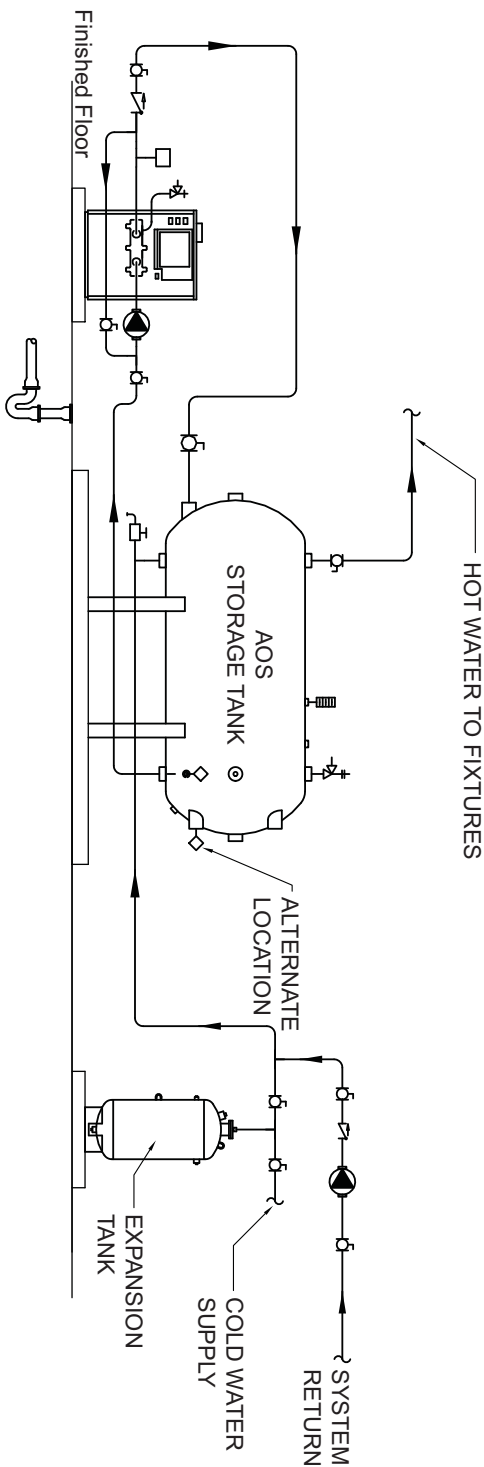 HOT WATER TO FIXTURES
AOS
STORAGE TANK
ALTERNATE
LOCATION
SYSTEM
RETURN
COLD WATER
SUPPLY
EXPANSION
TANK
Finished Floor